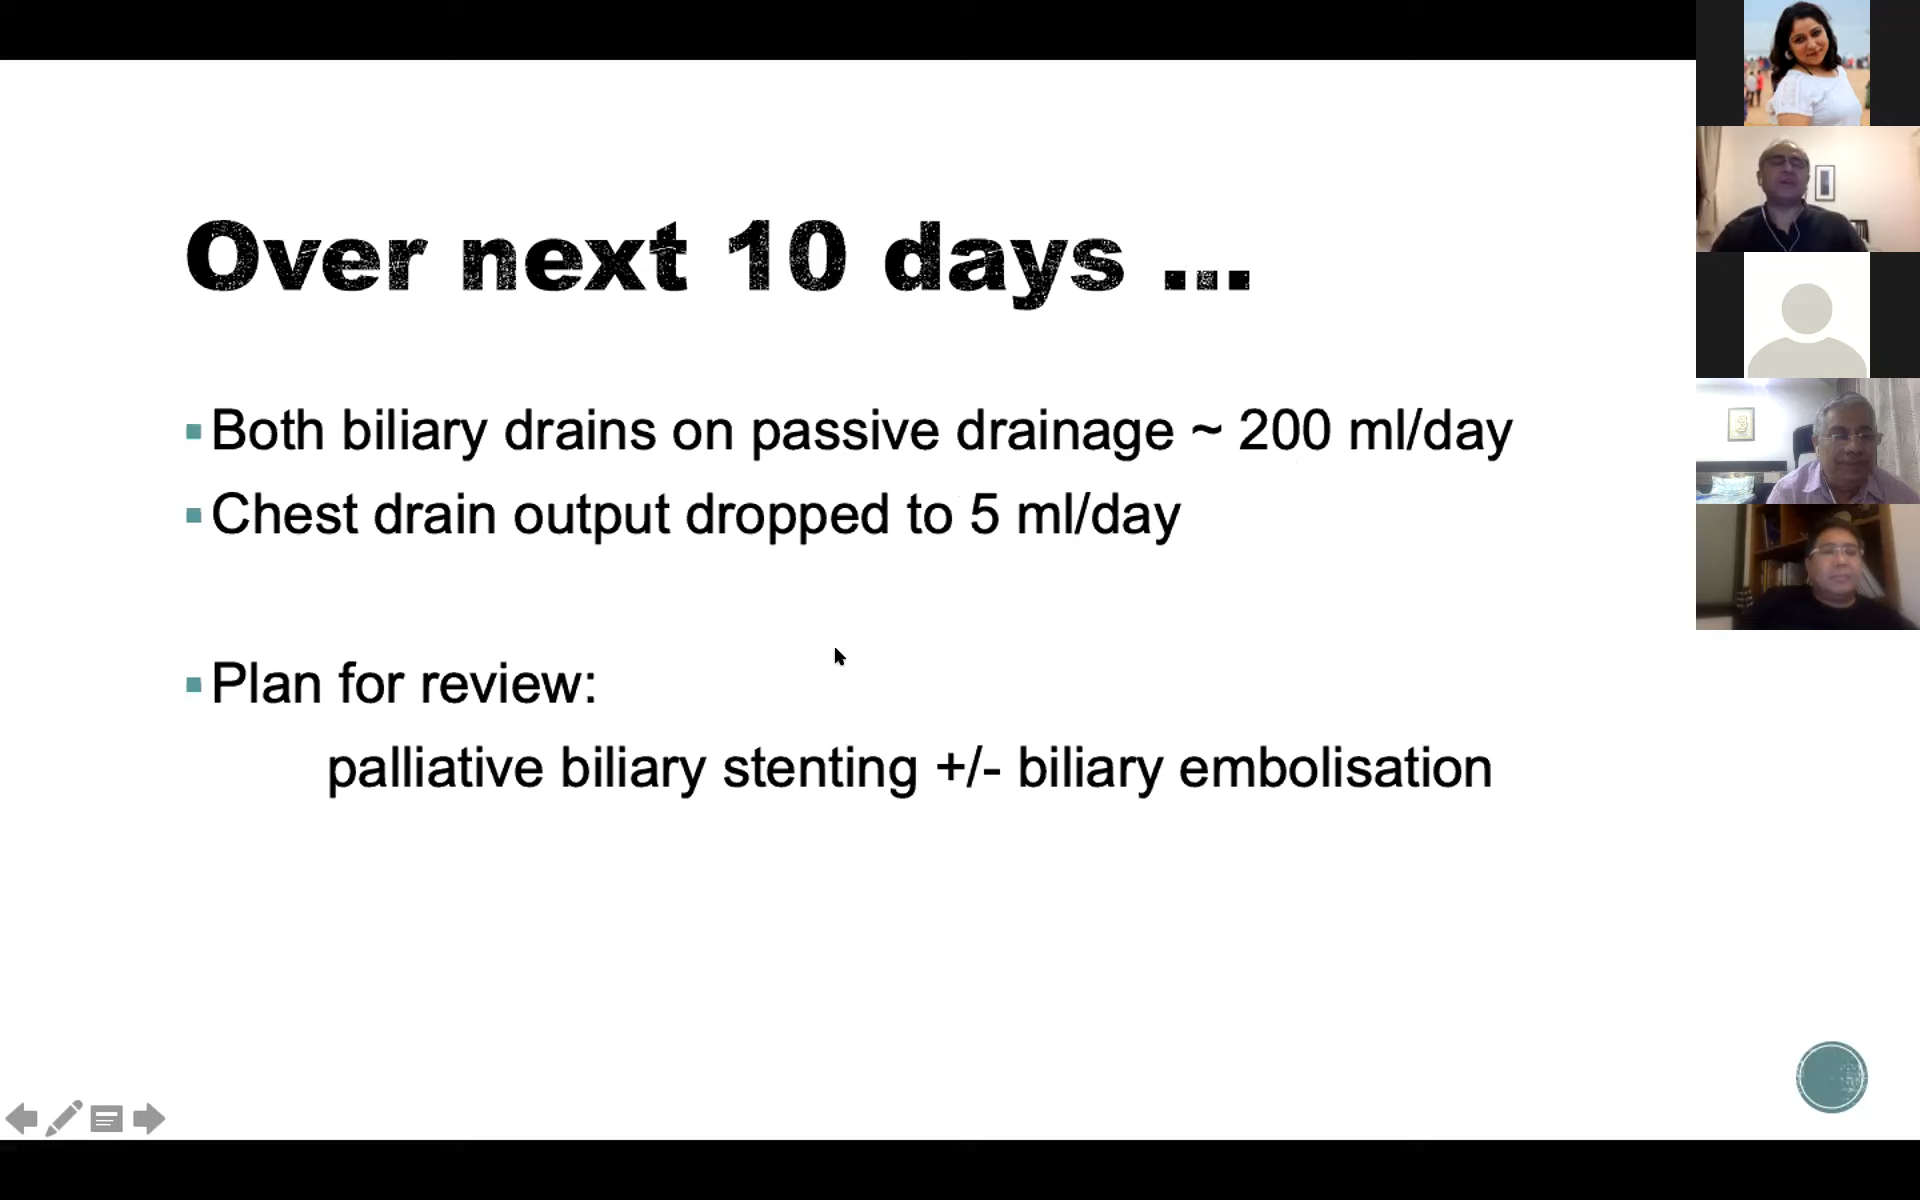 Over next 10 days ...
▪Both biliary drains on passive drainage ~ 200 ml/day
▪Chest drain output dropped to 5 ml/day
▪Plan for review:
palliative biliary stenting +/- biliary embolisation